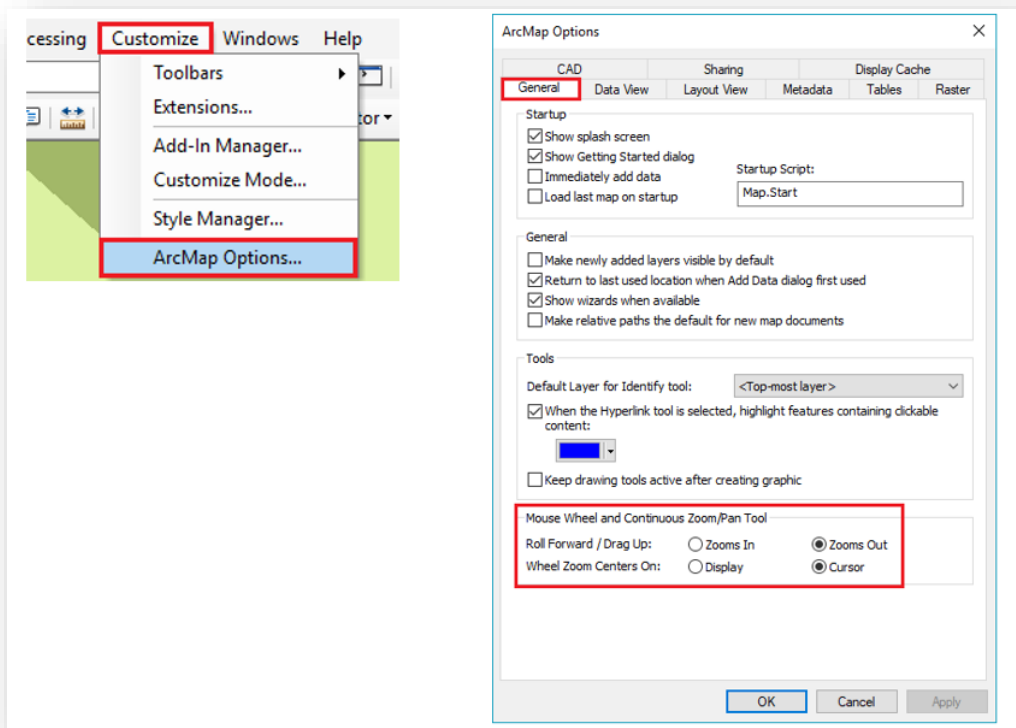 cessing Customize Windows Help
Toolbars
Extensions...
tor
Add-In Manager...
Customize Mode...
Style Manager...
ArcMap Options...
ArcMap Options
CAD Sharing Display Cache
General Data View Layout View Metadata Tables Raster
Startup
Show splash screen
Show Getting Started dialog
Immediately add data
Load last map on startup
Startup Script:
Map.Start
General
Make newly added layers visible by default
Return to last used location when Add Data dialog first used
Show wizards when available
Make relative paths the default for new map documents
Tools
Default Layer for Identify tool: <Top-most layer>
When the Hyperlink tool is selected, highlight features containing clickable
content:
Keep drawing tools active after creating graphic
Mouse Wheel and Continuous Zoom/Pan Tool
Roll Forward / Drag Up: Zooms In Zooms Out
Wheel Zoom Centers On: Display Cursor
OK Cancel Apply